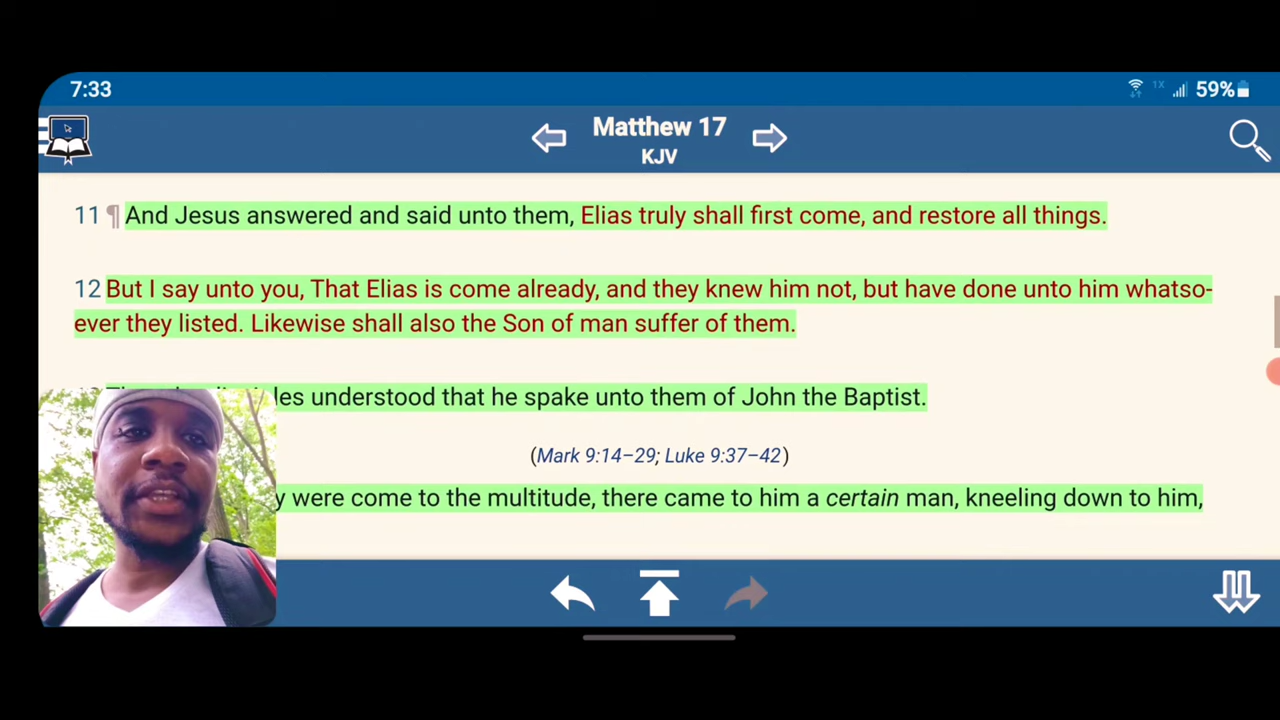 7:33
1X
59%
Matthew 17
KJV
11 ¶ And Jesus answered and said unto them, Elias truly shall first come, and restore all things.
12 But I say unto you, That Elias is come already, and they knew him not, but have done unto him whatso-
ever they listed. Likewise shall also the Son of man suffer of them.
les understood that he spake unto them of John the Baptist.
(Mark 9:14–29; Luke 9:37–42)
y were come to the multitude, there came to him a certain man, kneeling down to him,